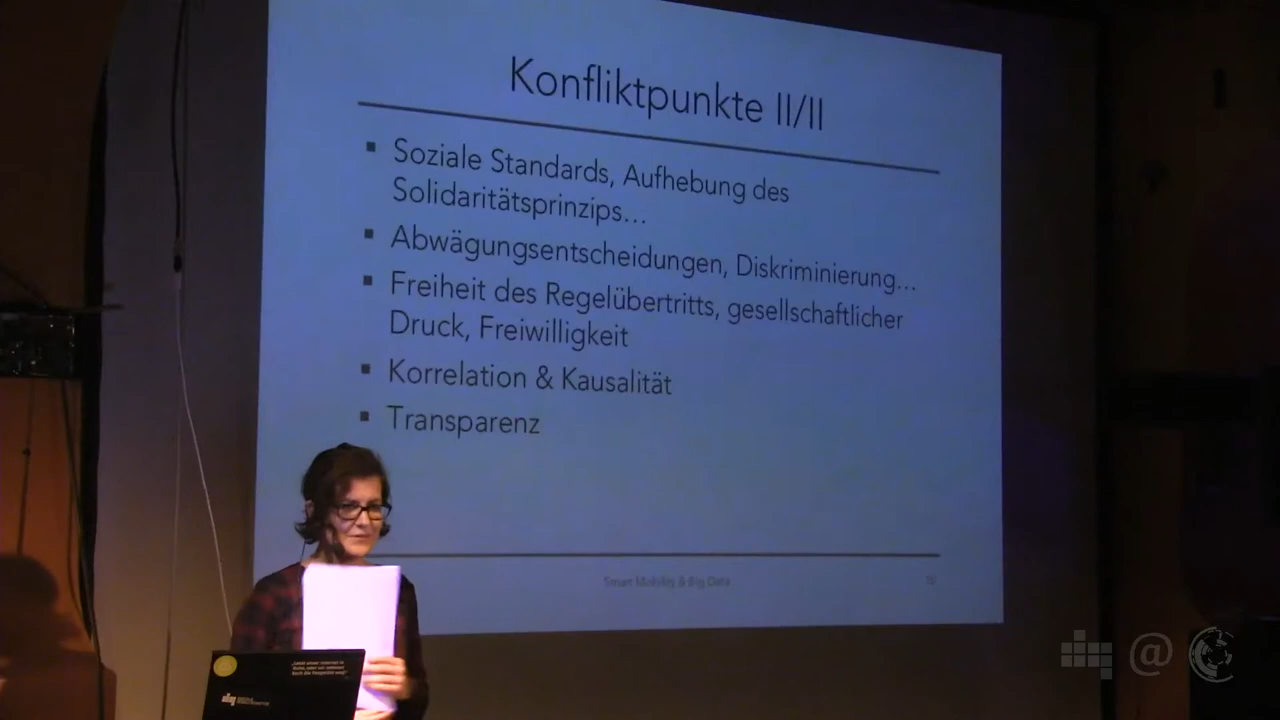 Konfliktpunkte II/II
Soziale Standards, Aufhebung des
Solidaritätsprinzips…
Abwägungsentscheidungen, Diskriminierung…
Freiheit des Regelübertritts, gesellschaftlicher
Druck, Freiwilligkeit
Korrelation & Kausalität
Transparenz
Smart Mobility & Big Data
@